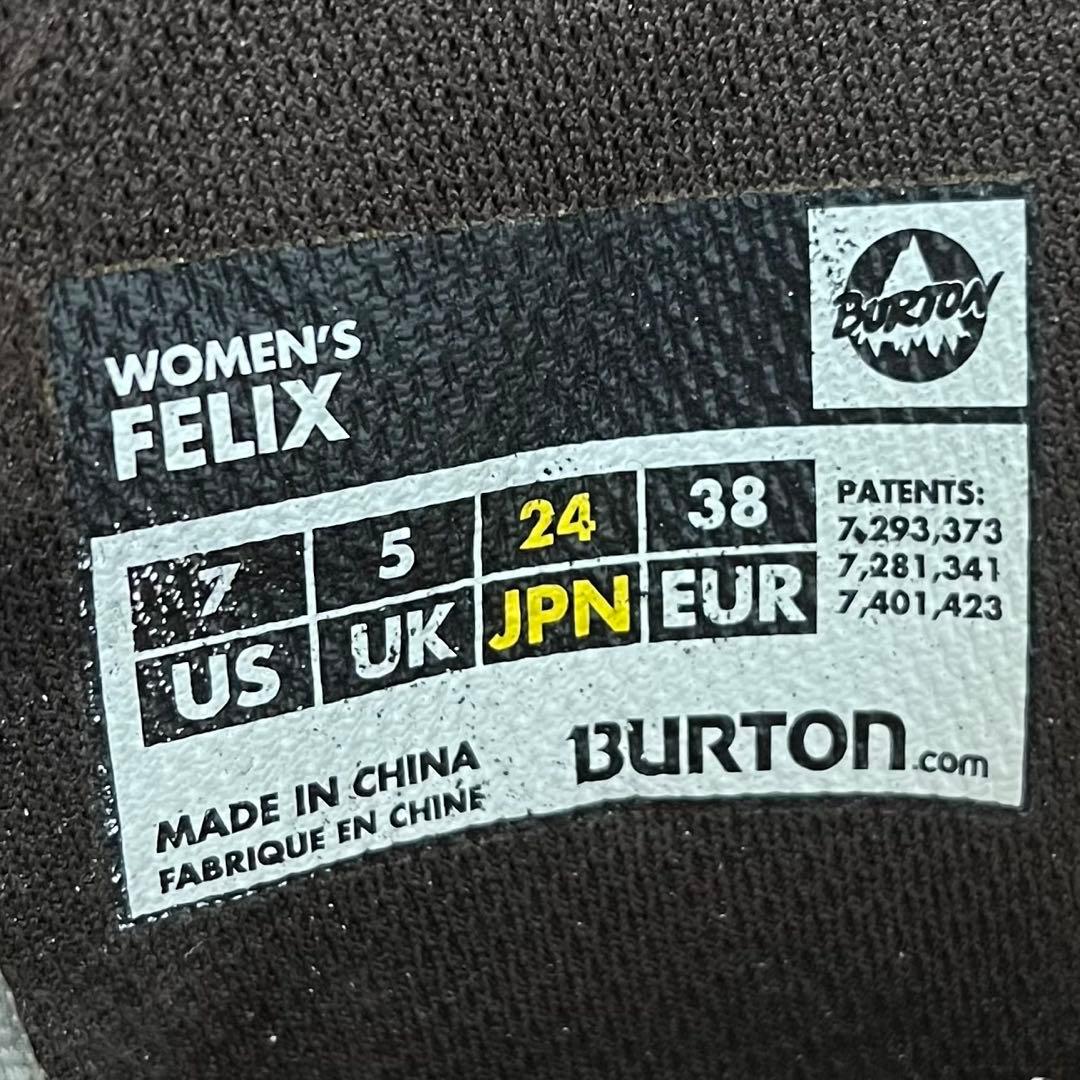 WOMEN'S
FELIX
BURTON
7 5 24 38
US UK JPN EUR
PATENTS:
7,293,373
7,281,341
7,401,423
MADE IN CHINA
FABRIQUE EN CHINE
BURTON.com